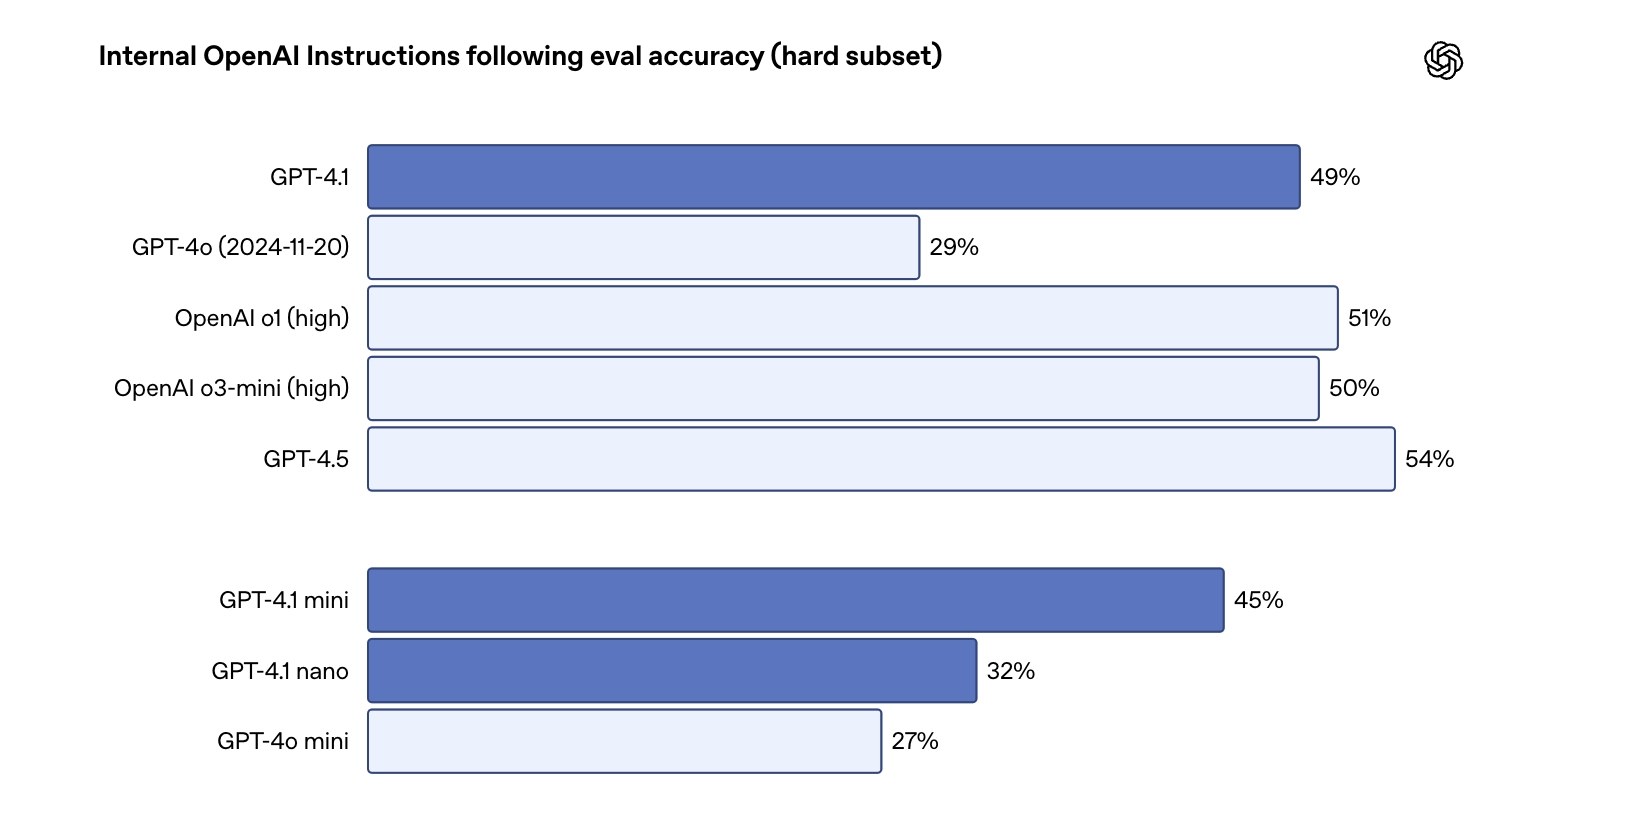 Internal OpenAI Instructions following eval accuracy (hard subset)
GPT-4.1 49%
GPT-4o (2024-11-20) 29%
OpenAI o1 (high) 51%
OpenAI o3-mini (high) 50%
GPT-4.5 54%
GPT-4.1 mini 45%
GPT-4.1 nano 32%
GPT-4o mini 27%